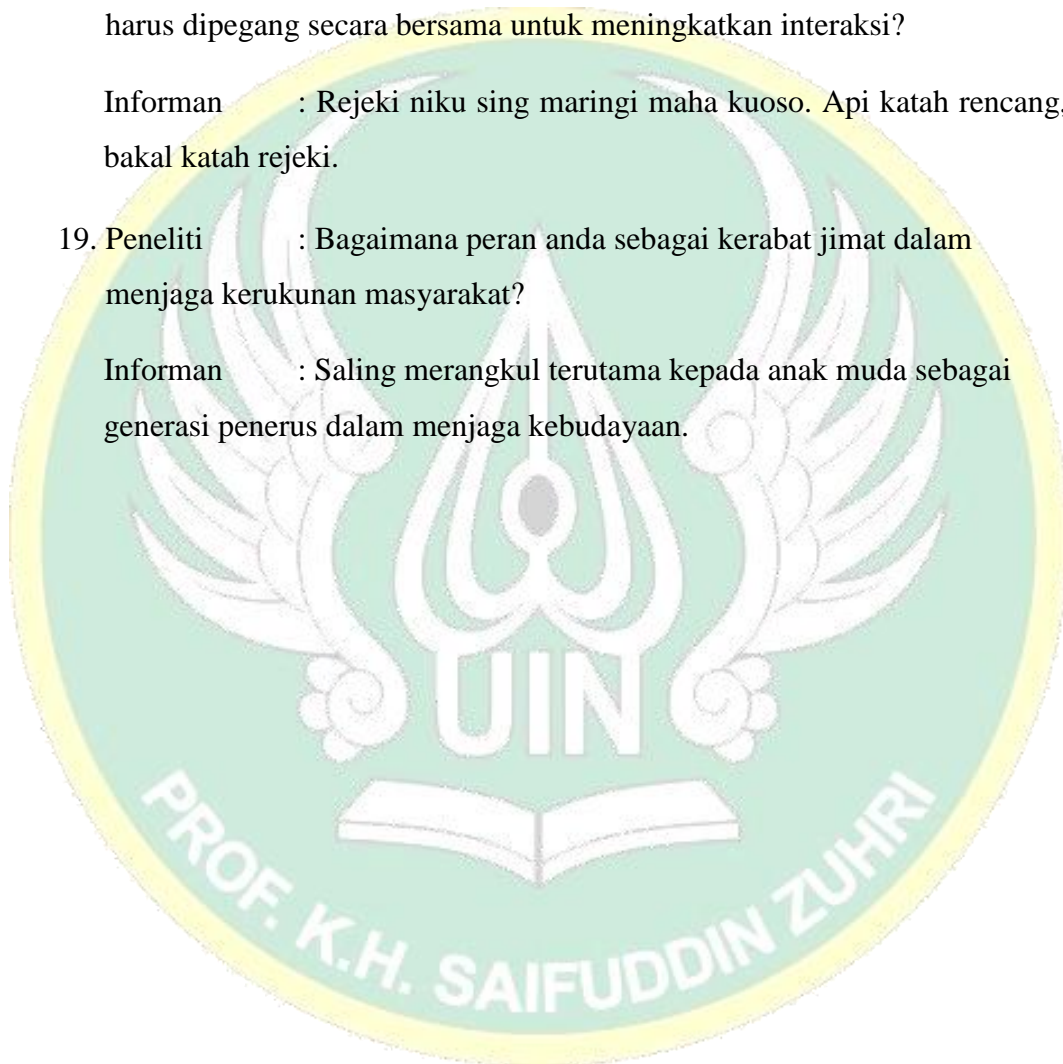 harus dipegang secara bersama untuk meningkatkan interaksi?
Informan : Rejeki niku sing maringi maha kuoso. Api katah rencang,
bakal katah rejeki.
19. Peneliti : Bagaimana peran anda sebagai kerabat jimat dalam
menjaga kerukunan masyarakat?
Informan : Saling merangkul terutama kepada anak muda sebagai
generasi penerus dalam menjaga kebudayaan.
UIN
PROF. K.H. SAIFUDDIN ZUHRI